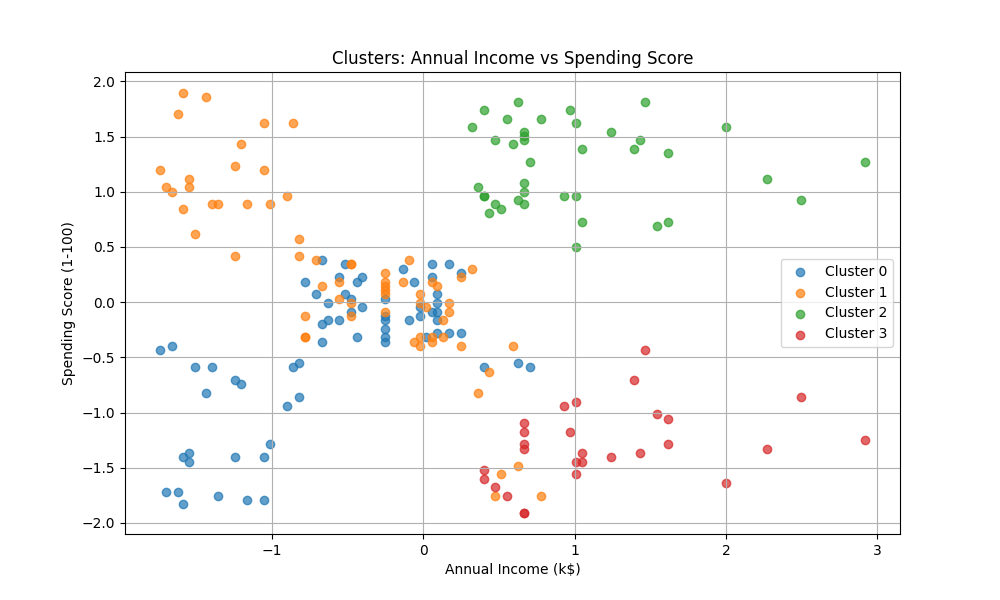 Clusters: Annual Income vs Spending Score
Spending Score (1-100)
2.0
1.5
1.0
0.5
0.0
−0.5
−1.0
−1.5
−2.0
Cluster 0
Cluster 1
Cluster 2
Cluster 3
−1
0
1
2
3
Annual Income (k$)